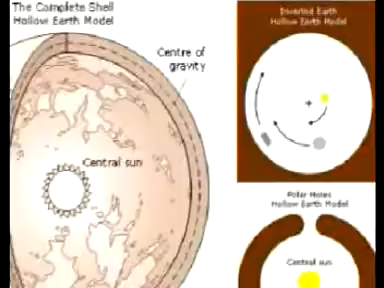 The Complete Shell
Hollow Earth Model
Centre of
gravity
Central sun
Inverted Earth
Hollow Earth Model
Polar Holes
Hollow Earth Model
Central sun